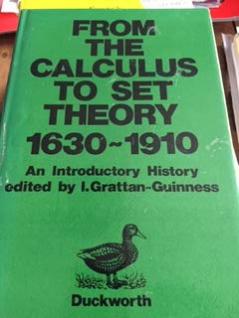 FROM
THE
CALCULUS
TO SET
THEORY
1630~1910
An Introductory History
edited by I.Grattan-Guinness
Duckworth